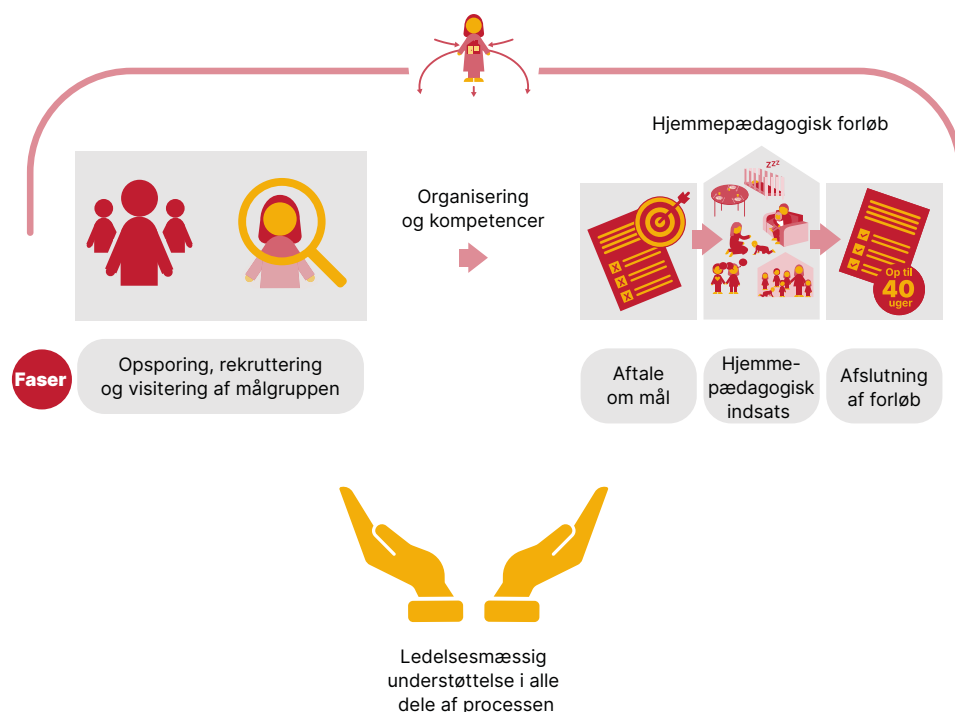 Hjemmepædagogisk forløb
zzz
Organisering
og kompetencer
X
X
X
Op til
40
uger
Faser
Opsporing, rekruttering
og visitering af målgruppen
Aftale
om mål
Hjemme-
pædagogisk
indsats
Afslutning
af forløb
Ledelsesmæssig
understøttelse i alle
dele af processen